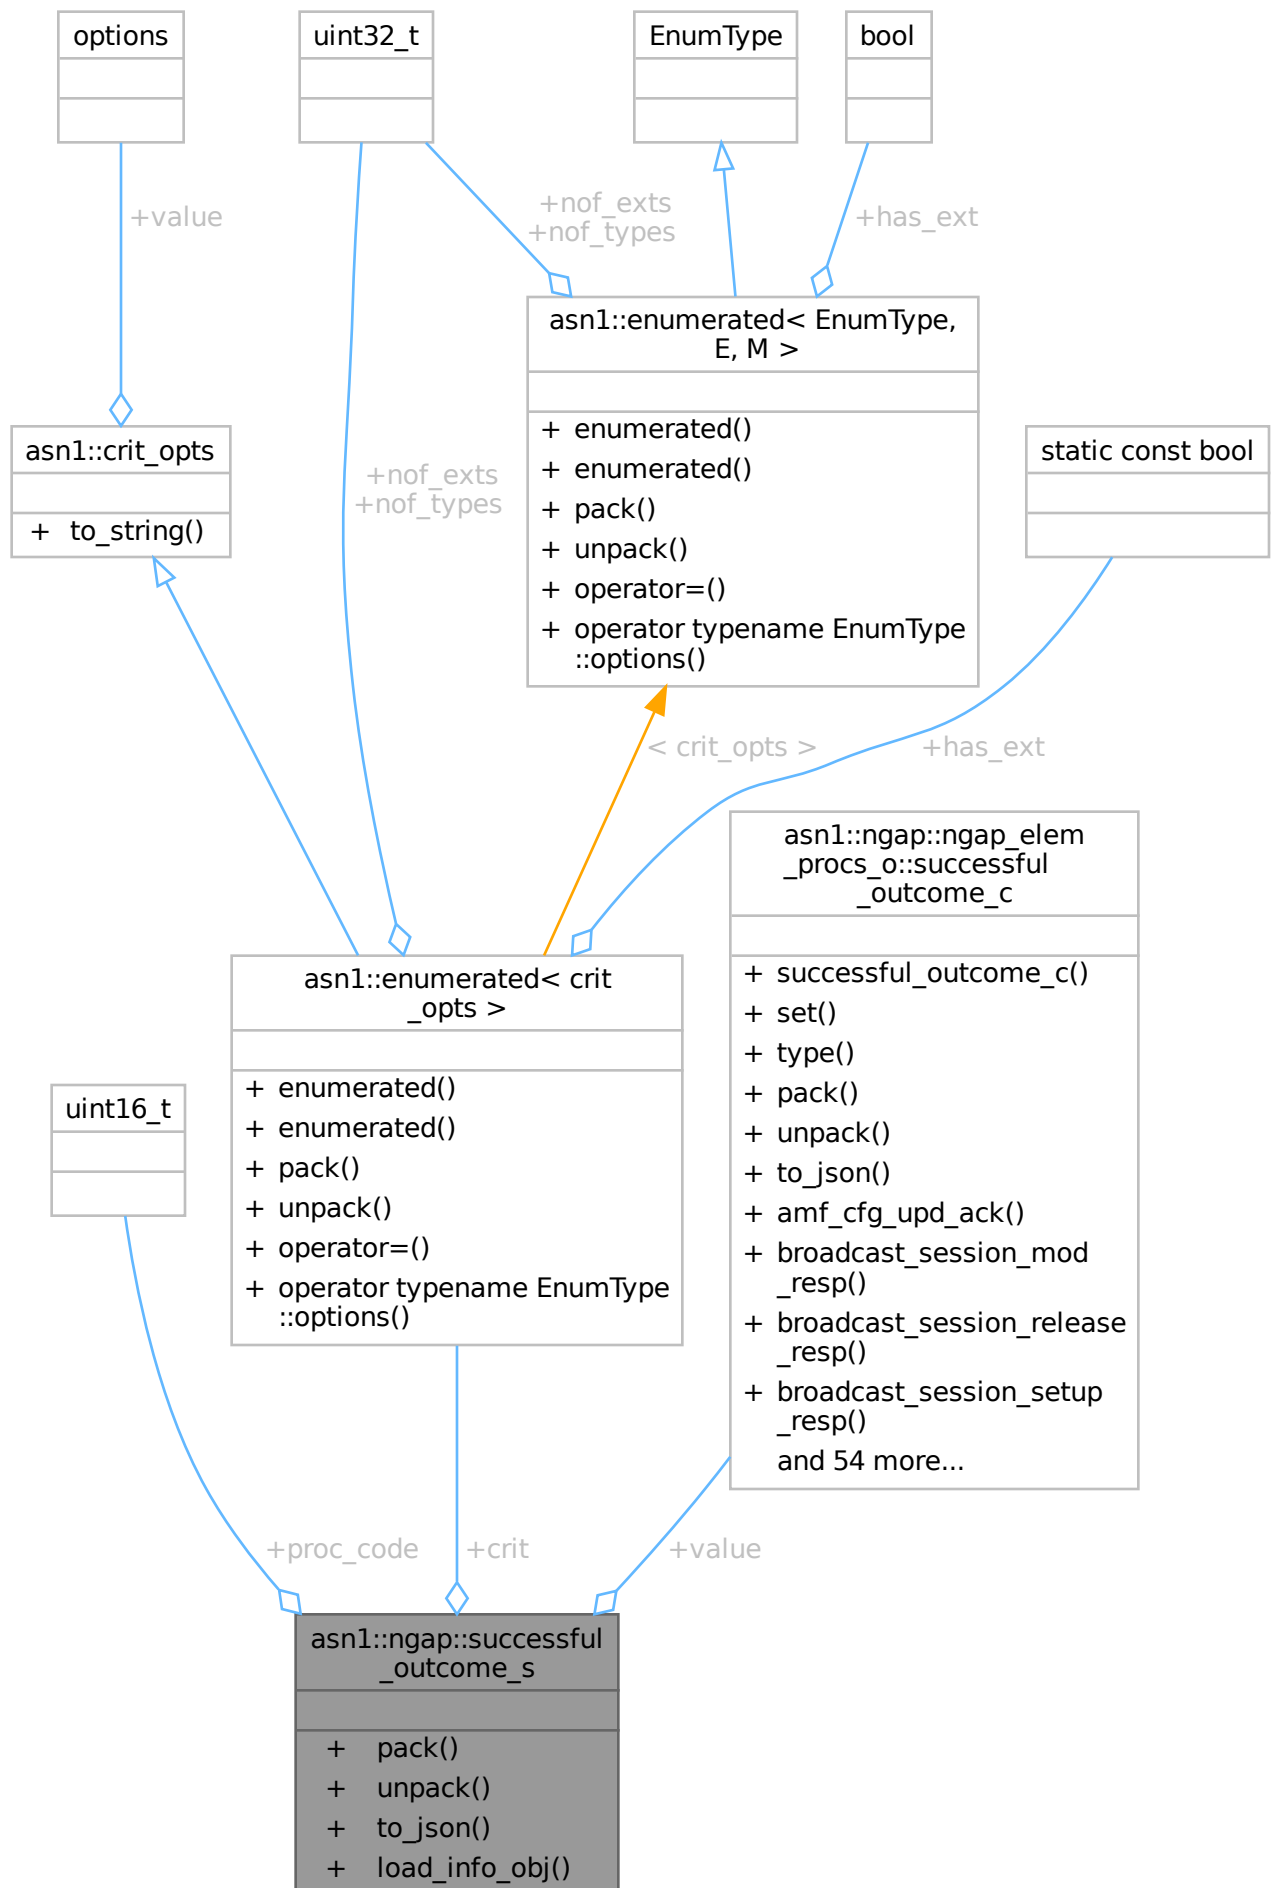 options
uint32_t
EnumType
bool
+value
+nof_exts
+nof_types
+has_ext
asn1::enumerated< EnumType,
E, M >
+ enumerated()
+ enumerated()
+ pack()
+ unpack()
+ operator=()
+ operator typename EnumType
::options()
asn1::crit_opts
+ to_string()
+nof_exts
+nof_types
static const bool
< crit_opts >
+has_ext
asn1::ngap::ngap_elem
_procs_o::successful
_outcome_c
+ successful_outcome_c()
+ set()
+ type()
+ pack()
+ unpack()
+ to_json()
+ amf_cfg_upd_ack()
+ broadcast_session_mod
_resp()
+ broadcast_session_release
_resp()
+ broadcast_session_setup
_resp()
and 54 more...
asn1::enumerated< crit
_opts >
+ enumerated()
+ enumerated()
+ pack()
+ unpack()
+ operator=()
+ operator typename EnumType
::options()
uint16_t
+proc_code
+crit
+value
asn1::ngap::successful
_outcome_s
+ pack()
+ unpack()
+ to_json()
+ load_info_obj()